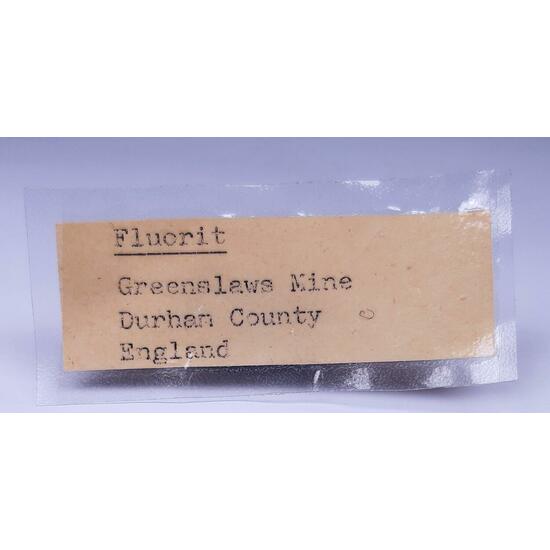 Fluorit
Greenslaws Mine
Durham County
England